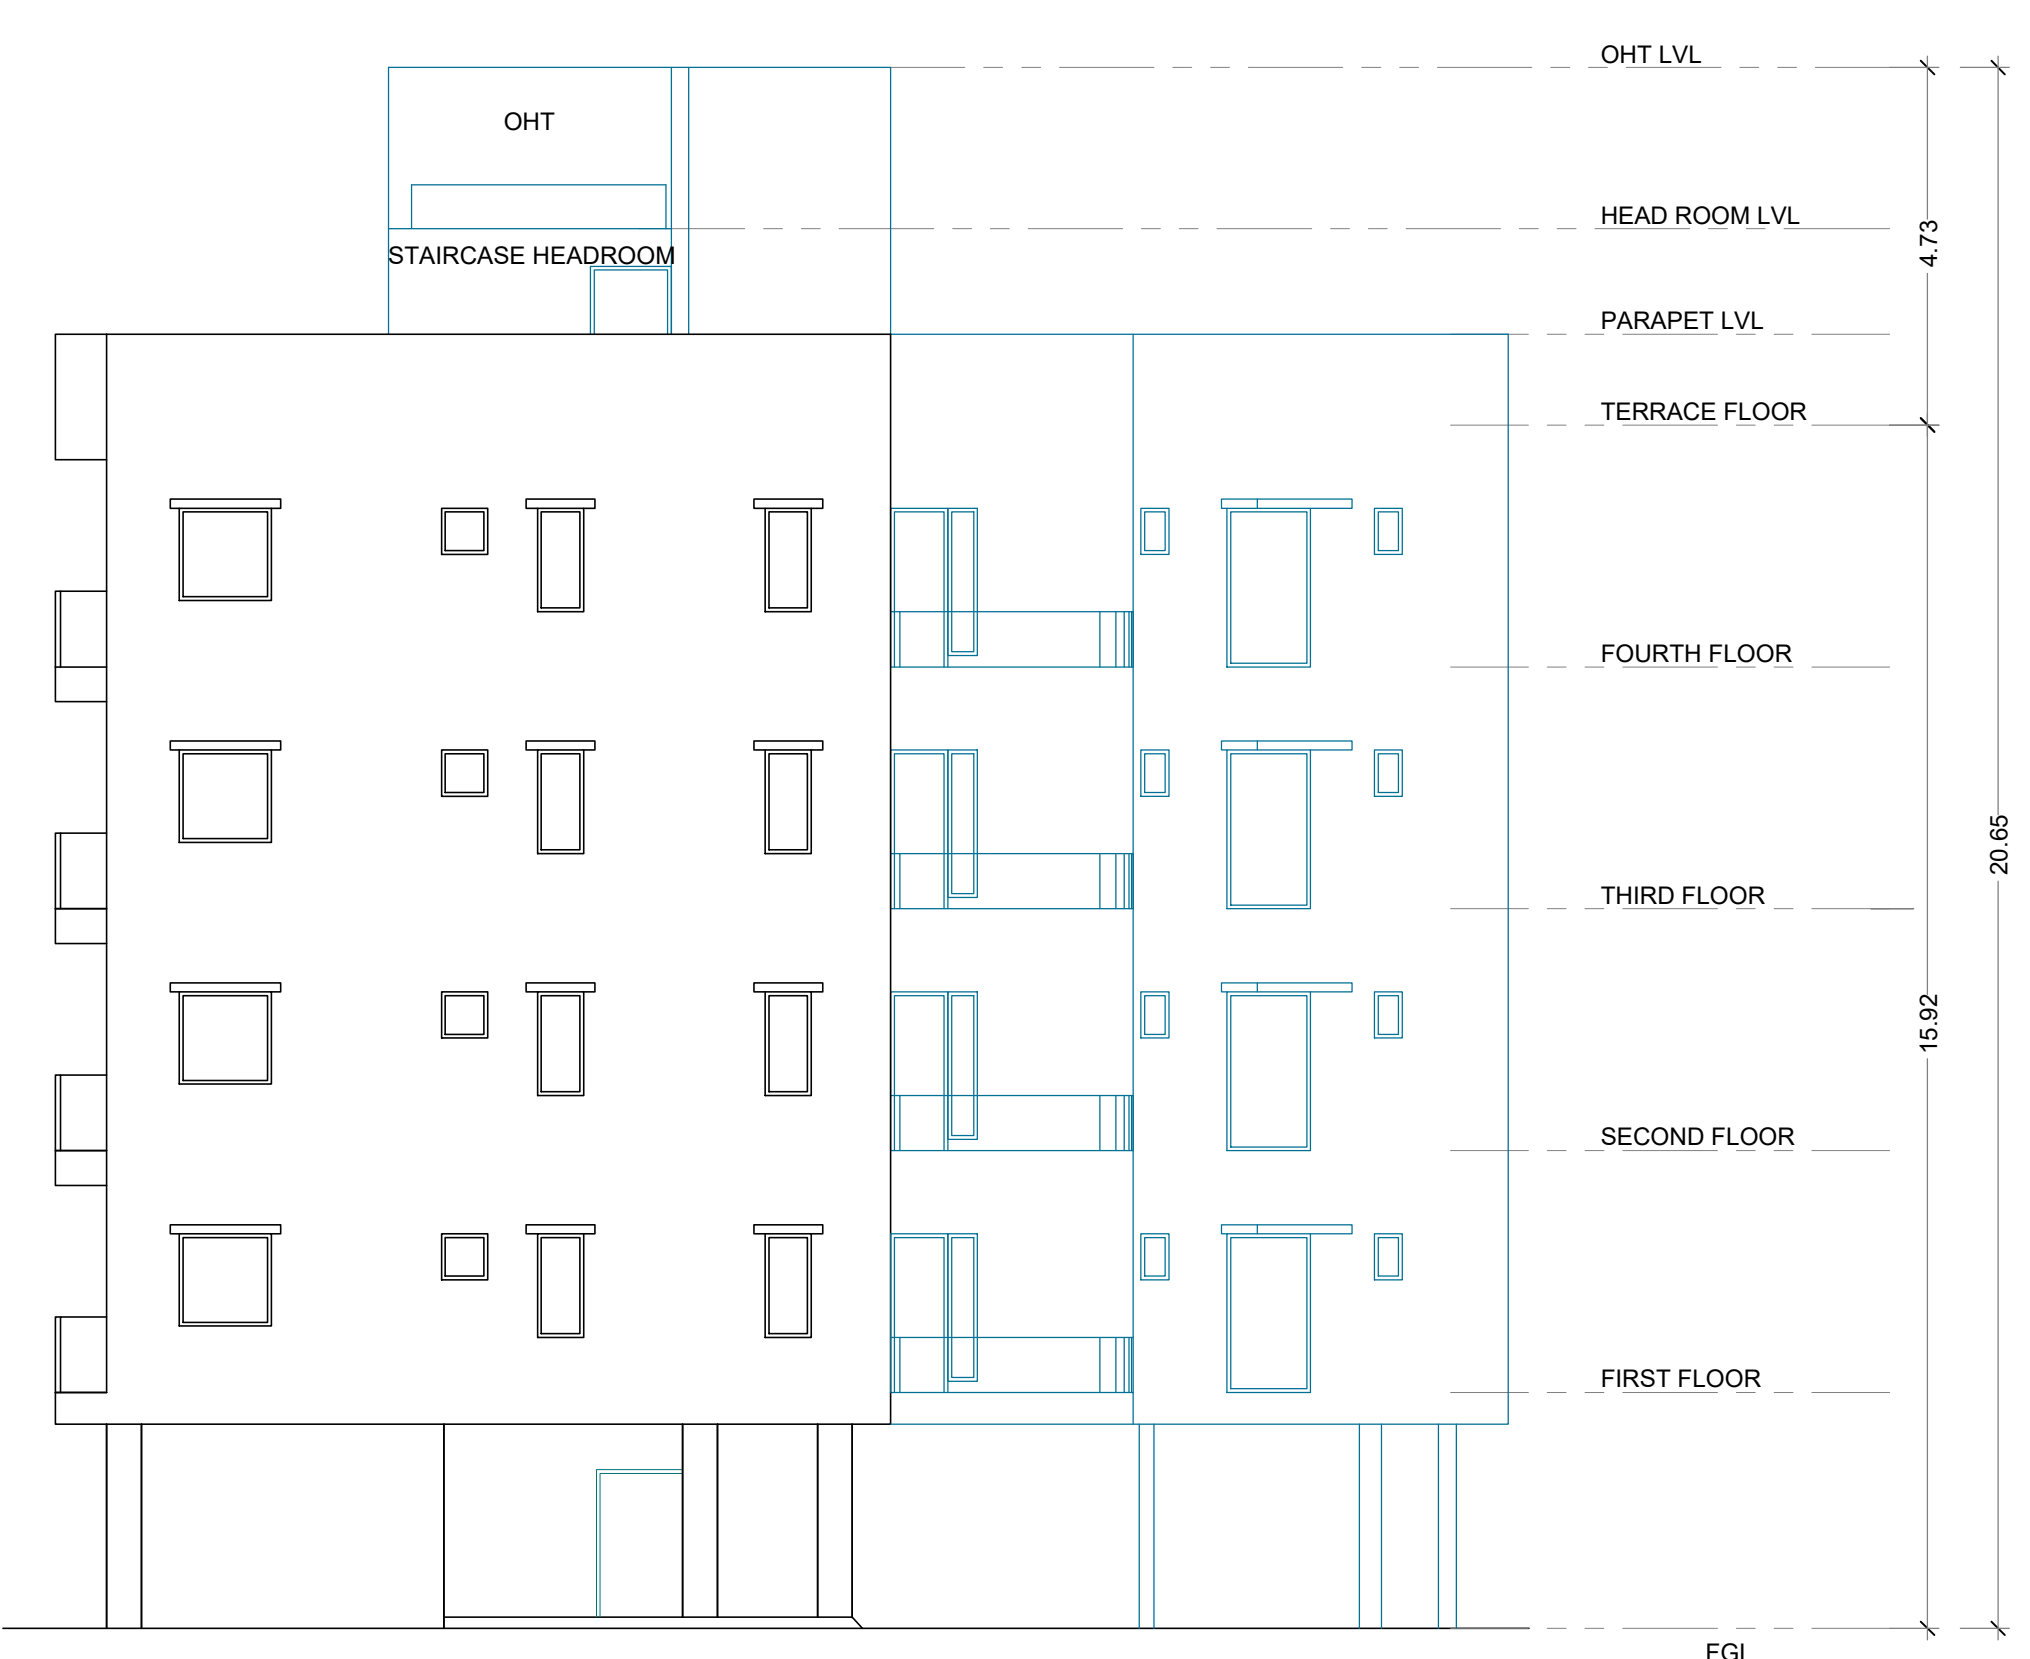 OHT LVL
OHT
HEAD ROOM LVL
4.73
STAIRCASE HEADROOM
PARAPET LVL
TERRACE FLOOR
FOURTH FLOOR
20.65
THIRD FLOOR
15.92
SECOND FLOOR
FIRST FLOOR